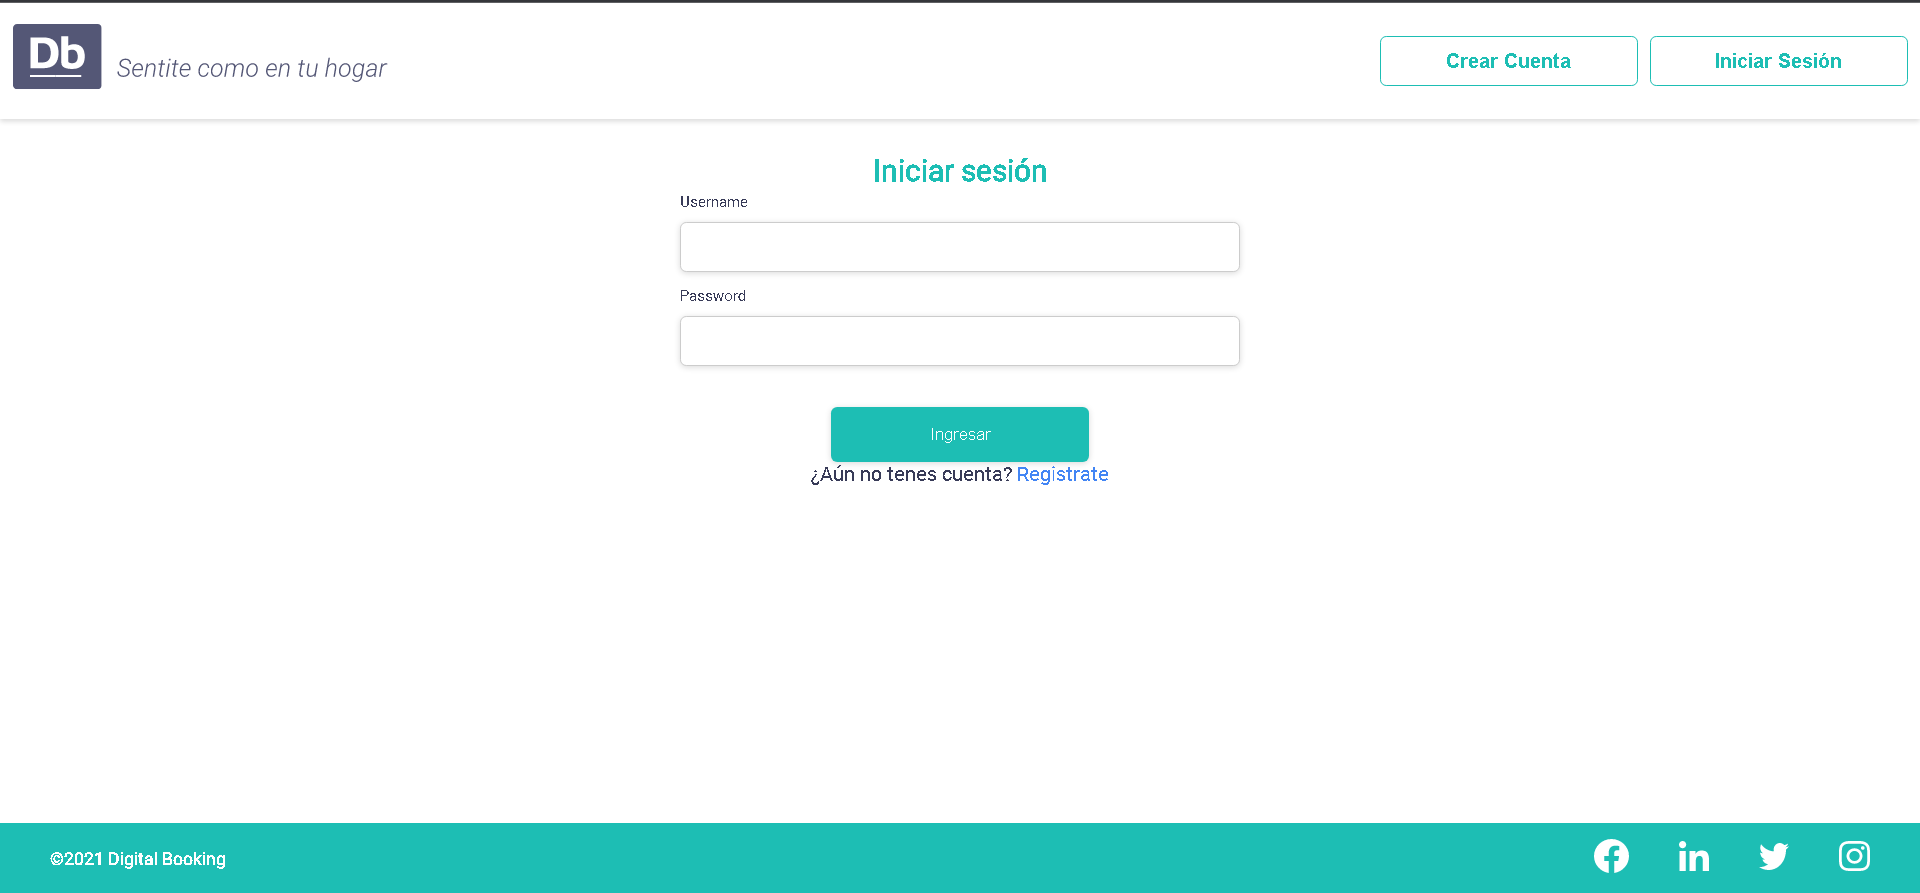 Db
Sentite como en tu hogar
Crear Cuenta
Iniciar Sesión
Iniciar sesión
Username
Password
Ingresar
¿Aún no tenes cuenta? Registrate
©2021 Digital Booking